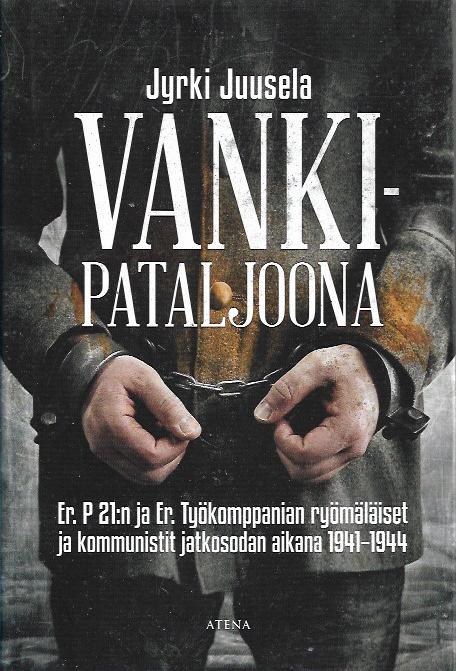 Jyrki Juusela
VANKI-
PATALJOONA
Er. P 21:n ja Er. Työkomppanian ryömäläiset
ja kommunistit jatkosodan aikana 1941–1944
ATENA